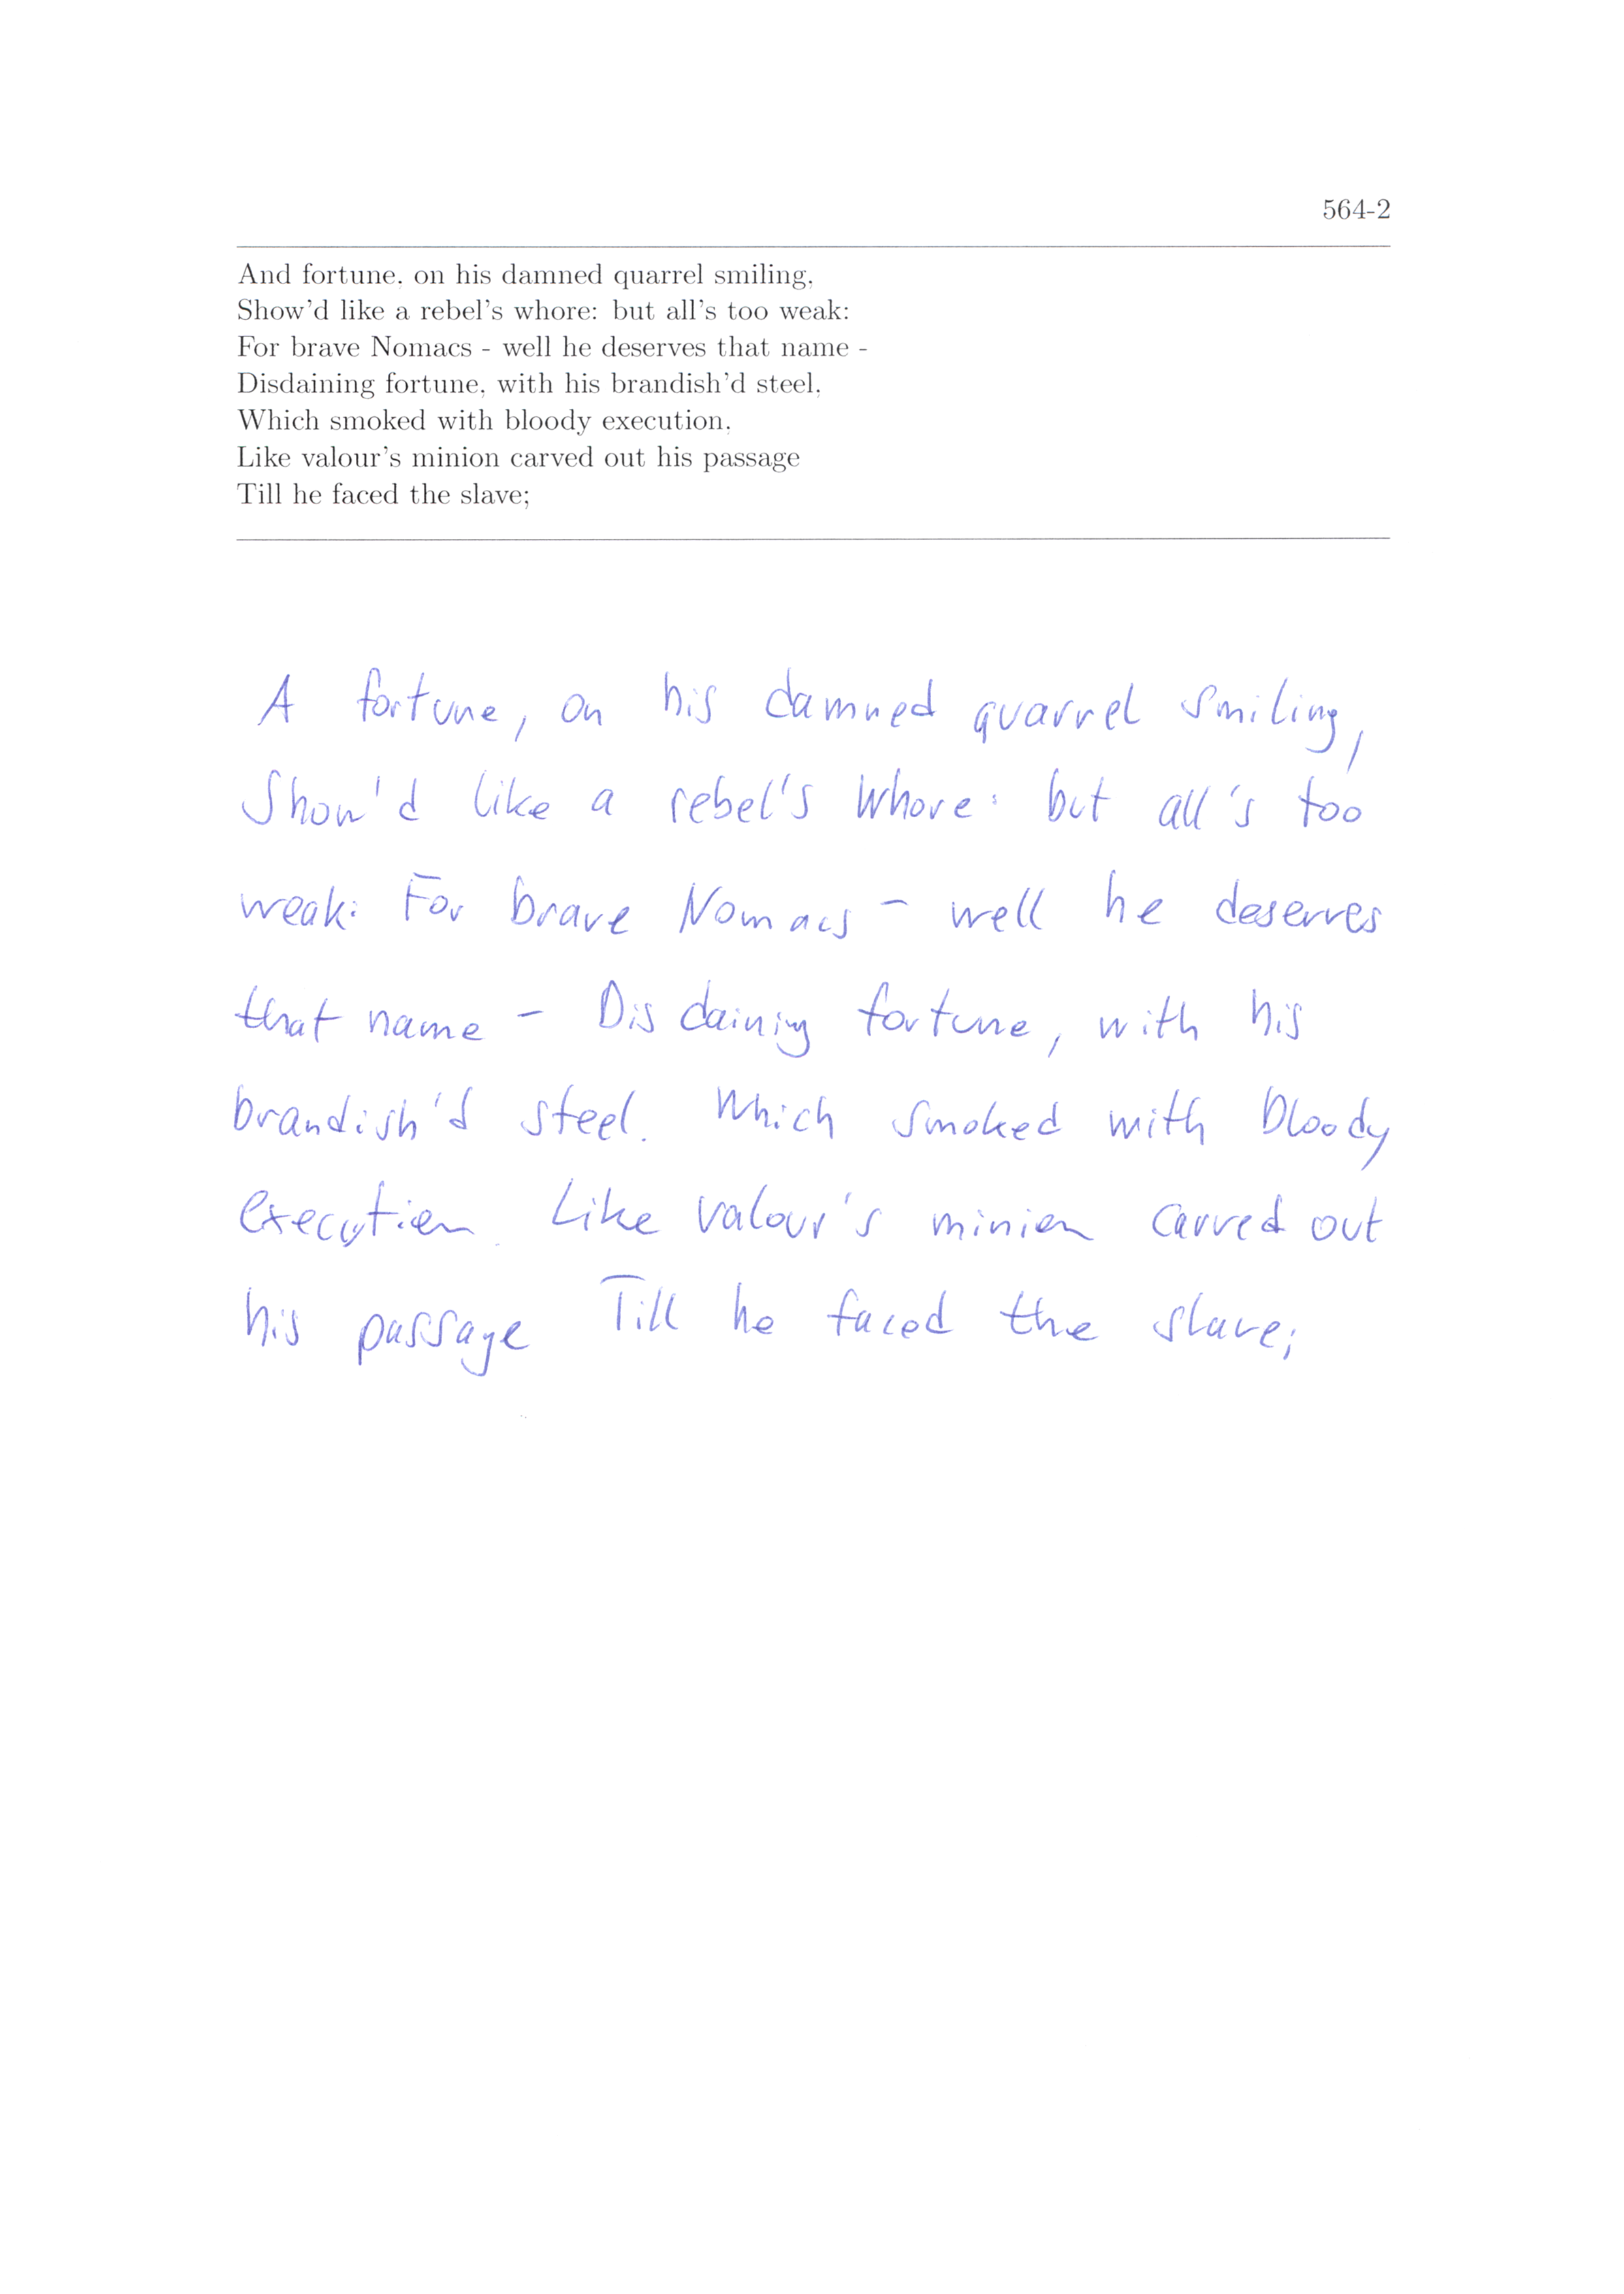 564-2
And fortune, on his damned quarrel smiling,
Show'd like a rebel's whore: but all's too weak:
For brave Nomacs - well he deserves that name -
Disdaining fortune, with his brandish'd steel,
Which smoked with bloody execution,
Like valour's minion carved out his passage
Till he faced the slave;
A fortune, on his damned quarrel smiling,
Show'd like a rebel's whore: but all's too
weak: For brave Nomacs - well he deserves
that name - Disdaining fortune, with his
brandish'd steel. Which smoked with bloody
execution. Like valour's minion carved out
his passage Till he faced the slave;